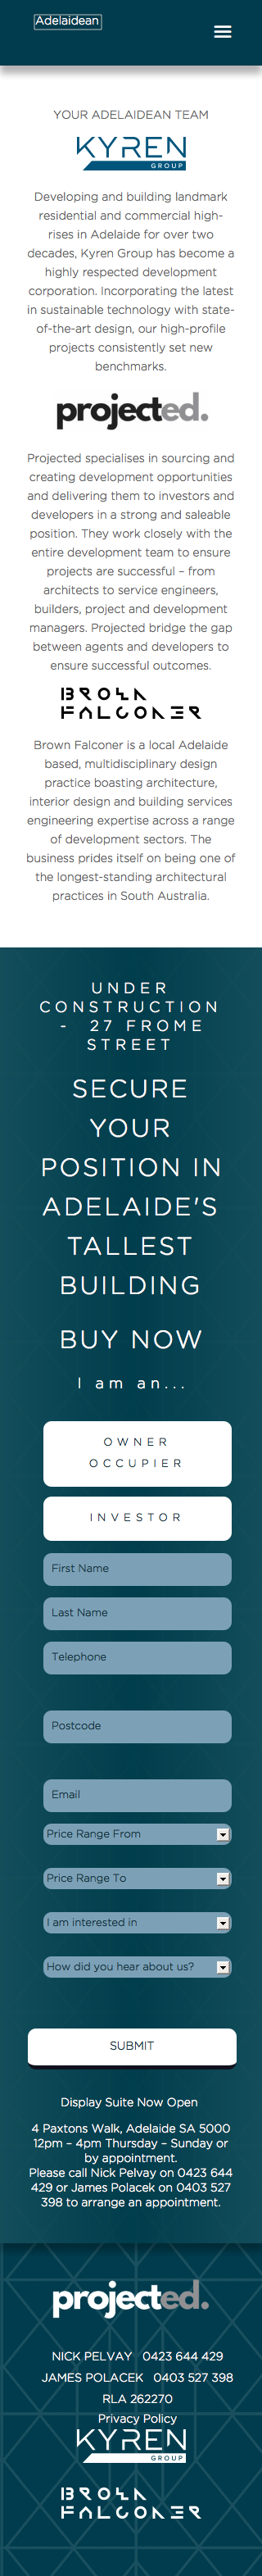 Adelaidean
YOUR ADELAIDEAN TEAM
KYREN
GROUP
Developing and building landmark
residential and commercial high-
rises in Adelaide for over two
decades, Kyren Group has become a
highly respected development
corporation. Incorporating the latest
in sustainable technology with state-
of-the-art design, our high-profile
projects consistently set new
benchmarks.
projected.
Projected specialises in sourcing and
creating development opportunities
and delivering them to investors and
developers in a strong and saleable
position. They work closely with the
entire development team to ensure
projects are successful – from
architects to service engineers,
builders, project and development
managers. Projected bridge the gap
between agents and developers to
ensure successful outcomes.
BROWN
FALCONER
Brown Falconer is a local Adelaide
based, multidisciplinary design
practice boasting architecture,
interior design and building services
engineering expertise across a range
of development sectors. The
business prides itself on being one of
the longest-standing architectural
practices in South Australia.
UNDER
CONSTRUCTION
- 27 FROME
STREET
SECURE
YOUR
POSITION IN
ADELAIDE'S
TALLEST
BUILDING
BUY NOW
I am an...
OWNER
OCCUPIER
INVESTOR
First Name
Last Name
Telephone
Postcode
Email
Price Range From
Price Range To
I am interested in
How did you hear about us?
SUBMIT
Display Suite Now Open
4 Paxtons Walk, Adelaide SA 5000
12pm – 4pm Thursday – Sunday or
by appointment.
Please call Nick Pelvay on 0423 644
429 or James Polacek on 0403 527
398 to arrange an appointment.
projected.
NICK PELVAY 0423 644 429
JAMES POLACEK 0403 527 398
RLA 262270
Privacy Policy
KYREN
GROUP
BROWN
FALCONER